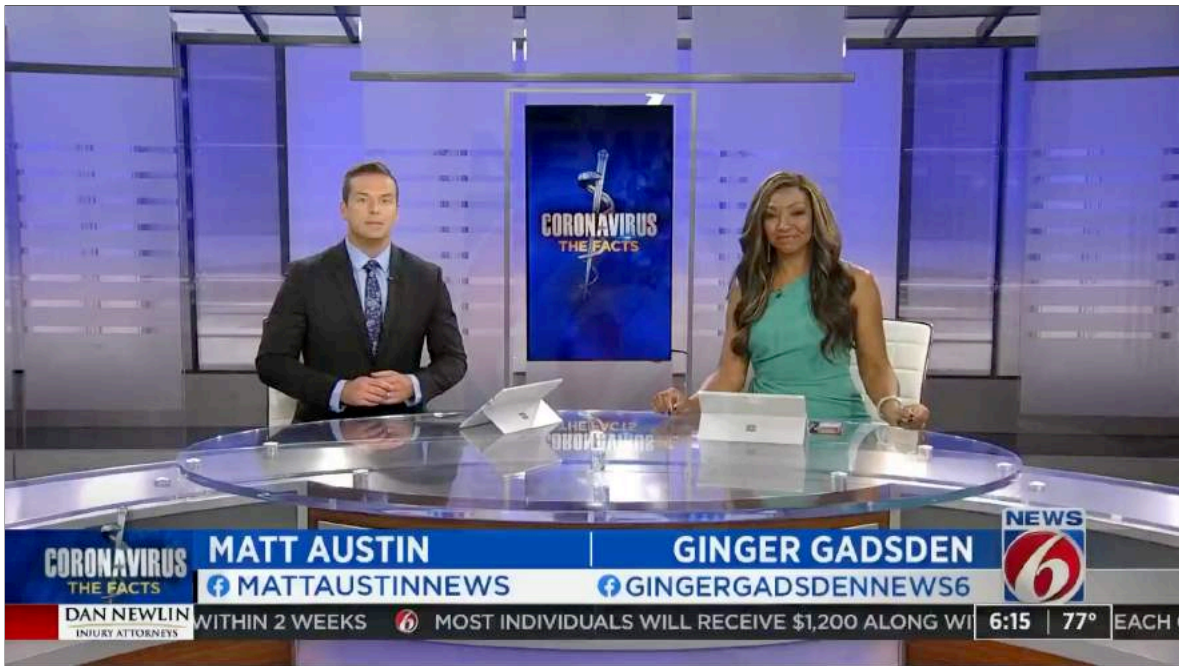 CORONAVIRUS
THE FACTS
CORONAVIRUS
THE FACTS
MATT AUSTIN
GINGER GADSDEN
MATTAUSTINNEWS
GINGERGADSDENNEWS6
NEWS
6
DAN NEWLIN
INJURY ATTORNEYS
WITHIN 2 WEEKS 6 MOST INDIVIDUALS WILL RECEIVE $1,200 ALONG WI
6:15 77°
EACH